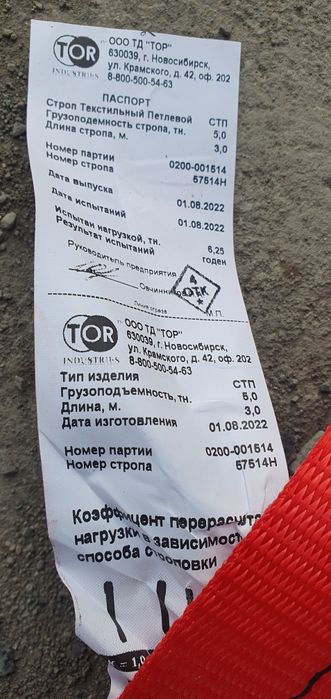 TOR
INDUSTRIES
ООО ТД "ТОР"
630039, г. Новосибирск,
ул. Крамского, д. 42, оф. 202
8-800-500-54-63
ПАСПОРТ
Строп Текстильный Петлевой СТП
Грузоподъемность стропа, тн. 5,0
Длина стропа, м. 3,0
Номер партии 0200-001514
Номер стропа 67514Н
Дата выпуска 01.08.2022
Дата испытаний 01.08.2022
Испытан нагрузкой, тн. 6,25
Результат испытаний годен
Руководитель предприятия
4
ОТК
М.П.
Линия отреза
TOR
INDUSTRIES
ООО ТД "ТОР"
630039, г. Новосибирск,
ул. Крамского, д. 42, оф. 202
8-800-500-54-63
Тип изделия СТП
Грузоподъемность, тн. 5,0
Длина, м. 3,0
Дата изготовления 01.08.2022
Номер партии 0200-001514
Номер стропа 67514Н
Коэффициент перерасчета
нагрузки в зависимост
способа строповки
= 1,0